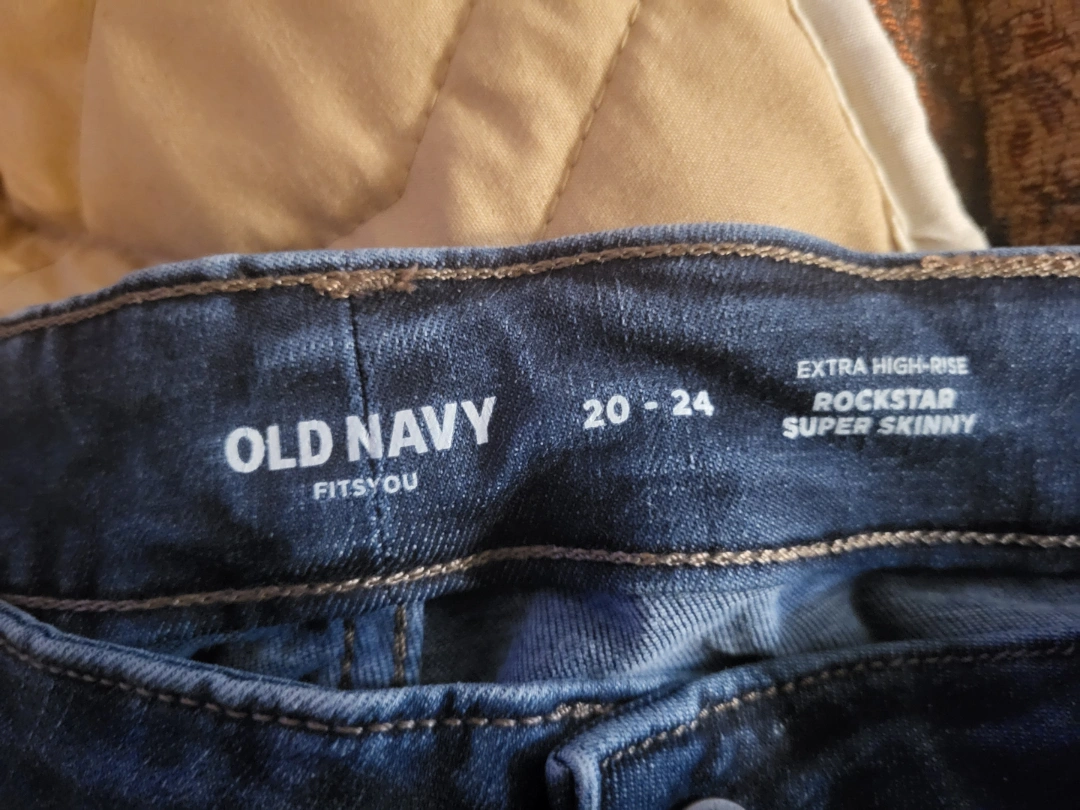 OLD NAVY
FITSYOU
20 - 24
EXTRA HIGH-RISE
ROCKSTAR
SUPER SKINNY